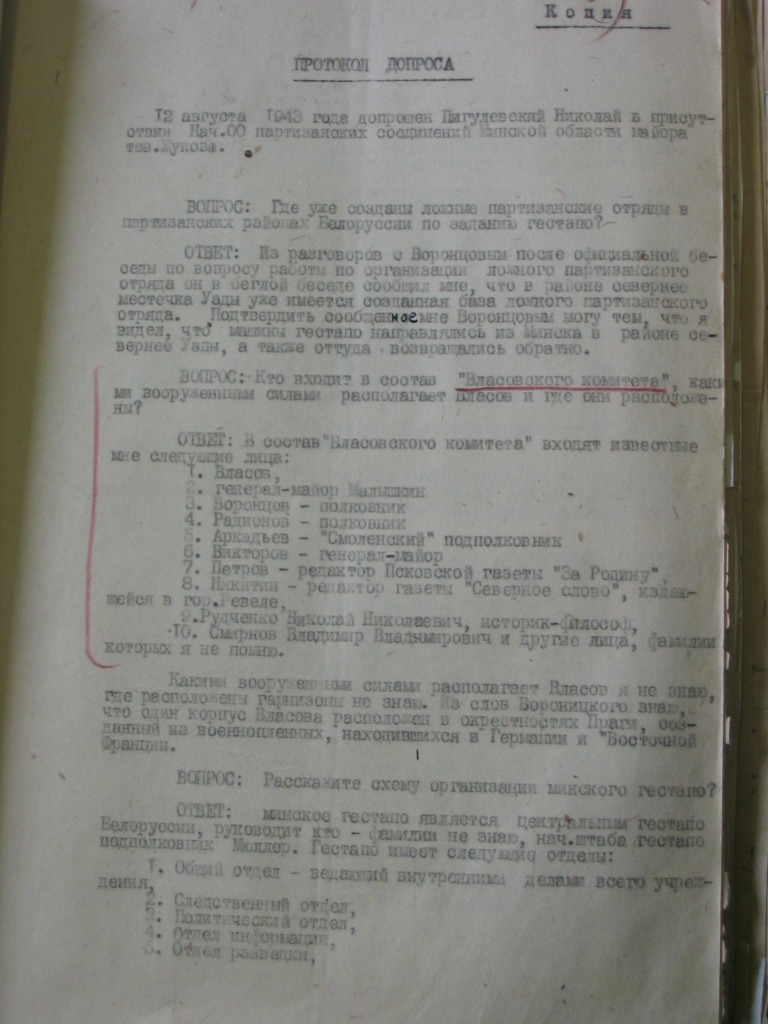 Копия
ПРОТОКОЛ ДОПРОСА
12 августа 1943 года допрошен Пигулевский Николай в присут-
ствии Нач.ОО партизанских соединений Минской области майора
тов.Жукова.
ВОПРОС: Где уже созданы ложные партизанские отряды в
партизанских районах Белоруссии по заданию гестапо?-
ОТВЕТ: Из разговоров с Воронцовым после официальной бе-
седы по вопросу работы по организации ложного партизанского
отряда он в беглой беседе сообщил мне, что в районе севернее
местечка Узды уже имеется созданная база ложного партизанского
отряда. Подтвердить сообщенное мне Воронцовым могу тем, что я
видел, что машины гестапо направлялись из Минска в районе се-
вернее Узды, а также оттуда возвращались обратно.
ВОПРОС:-Кто входит в состав "Власовского комитета", каки
ми вооруженными силами располагает Власов и где они расположе-
ны?
ОТВЕТ: В состав"Власовского комитета" входят известные
мне следующие лица:
1. Власов,
2. генерал-майор Малышкин
3. Воронцов - полковник
4. Радионов - полковник
5. Аркадьев - "Смоленский" подполковник
6. Викторов - генерал-майор
7. Петров - редактор Псковской газеты "За Родину",
8. Никитин - редактор газеты "Северное слово", издаю-
щейся в гор.Ревеле,
9.Рудченко Николай Николаевич, историк-философ,
10. Смирнов Владимир Владымирович и другие лица, фамилии
которых я не помню.
Какими вооруженными силами располагает Власов я не знаю,
где расположены гарнизоны не знаю. Из слов Вороницкого знаю,
что один корпус Власова расположен в окрестностях Праги, соз-
данный из военнопленных, находившихся в Германии и "Восточной
Франции.
ВОПРОС: Расскажите схему организации минского гестапо?
ОТВЕТ: минское гестапо является центральным гестапо
Белоруссии, руководит кто - фамилии не знаю, нач.штаба гестапо
подполковник Мюллер. Гестапо имеет следующие отделы:
1. Общий отдел - ведающий внутренними делами всего учреж-
дения,
2. Следственный отдел,
3. Политический отдел,
4. Отдел информации,
5. Отдел разведки,